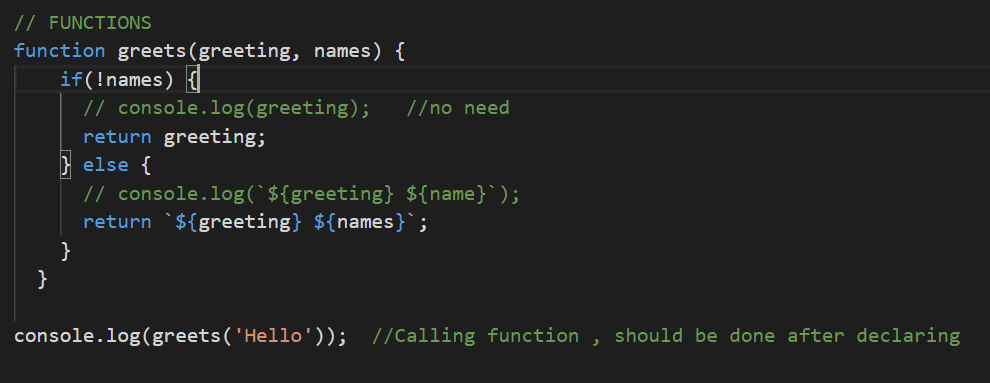 // FUNCTIONS
function greets(greeting, names) {
    if(!names) {
      // console.log(greeting);   //no need
      return greeting;
    } else {
      // console.log(`${greeting} ${name}`);
      return `${greeting} ${names}`;
    }
  }
console.log(greets('Hello'));  //Calling function , should be done after declaring